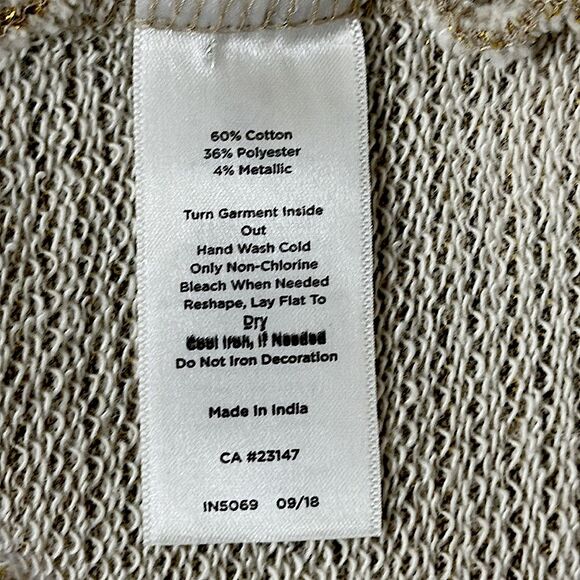 60% Cotton
36% Polyester
4% Metallic
Turn Garment Inside
Out
Hand Wash Cold
Only Non-Chlorine
Bleach When Needed
Reshape, Lay Flat To
Dry
Cool Iron, If Needed
Do Not Iron Decoration
Made In India
CA #23147
IN5069 09/18